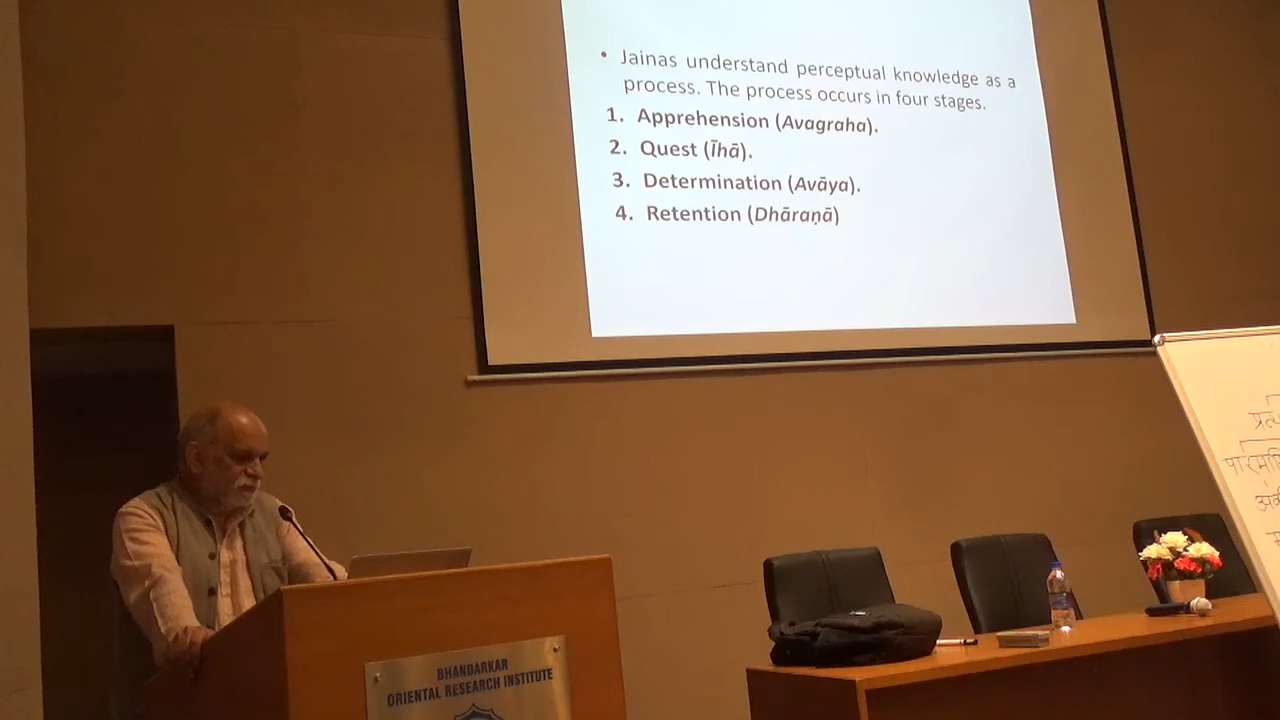 • Jainas understand perceptual knowledge as a
process. The process occurs in four stages.
1. Apprehension (Avagraha).
2. Quest (Īhā).
3. Determination (Avāya).
4. Retention (Dhāraṇā)
BHANDARKAR
ORIENTAL RESEARCH INSTITUTE